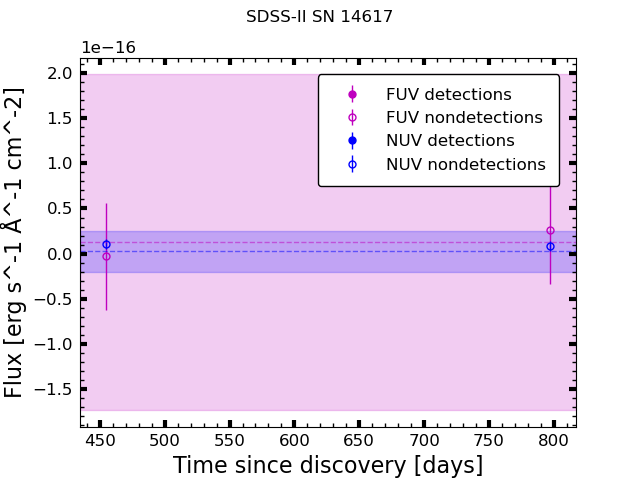 SDSS-II SN 14617
1e−16
2.0
1.5
1.0
0.5
0.0
−0.5
−1.0
−1.5
Flux [erg s^-1 Å^-1 cm^-2]
FUV detections
FUV nondetections
NUV detections
NUV nondetections
450 500 550 600 650 700 750 800
Time since discovery [days]